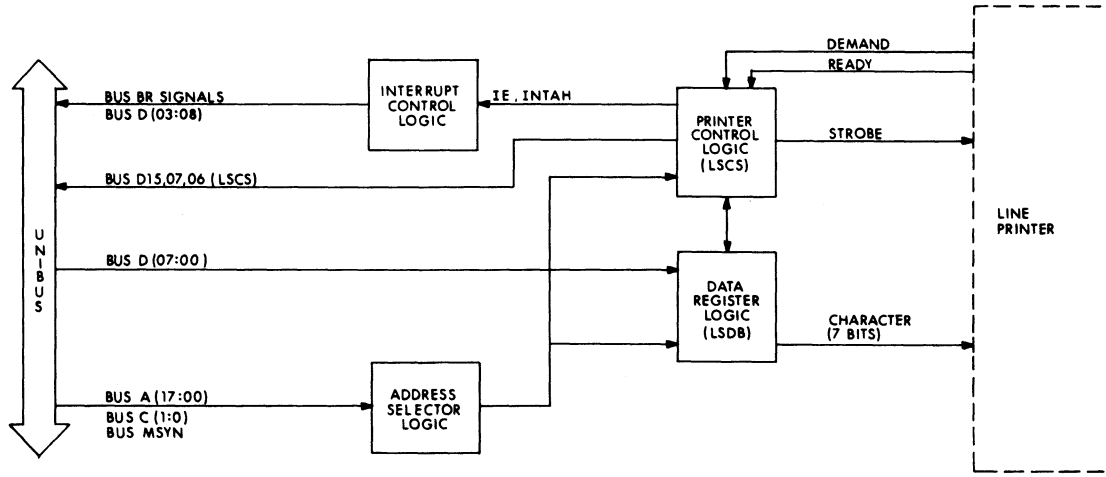 DEMAND
READY
BUS BR SIGNALS
BUS D (03:08)
INTERRUPT
CONTROL
LOGIC
IE, INTAH
PRINTER
CONTROL
LOGIC
(LSCS)
STROBE
BUS D15,07,06 (LSCS)
UNIBUS
LINE
PRINTER
BUS D (07:00)
DATA
REGISTER
LOGIC
(LSDB)
CHARACTER
(7 BITS)
BUS A (17:00)
BUS C (1:0)
BUS MSYN
ADDRESS
SELECTOR
LOGIC